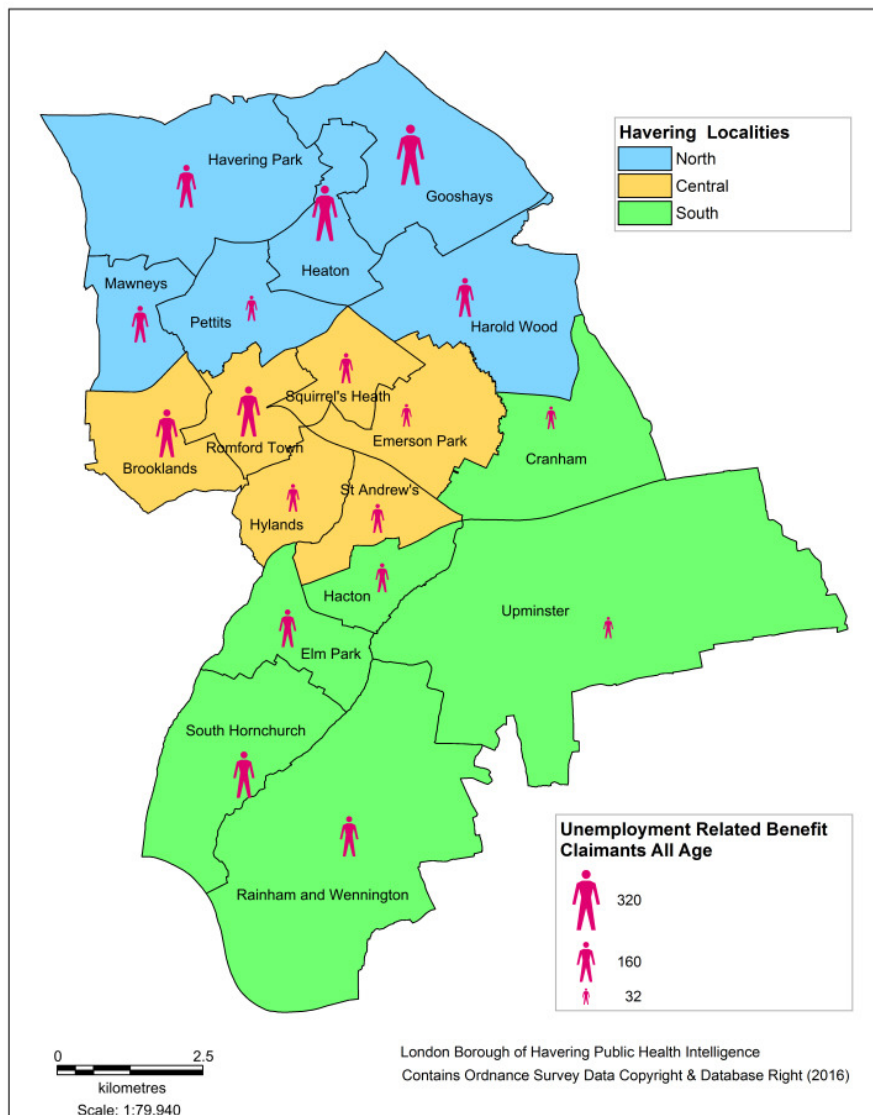 Havering Localities
North
Central
South
Havering Park
Gooshays
Heaton
Mawneys
Pettits
Harold Wood
Squirrel's Heath
Emerson Park
Romford Town
Brooklands
Cranham
St Andrew's
Hylands
Hacton
Upminster
Elm Park
South Hornchurch
Rainham and Wennington
Unemployment Related Benefit
Claimants All Age
320
160
32
0 2.5
kilometres
Scale: 1:79,940
London Borough of Havering Public Health Intelligence
Contains Ordnance Survey Data Copyright & Database Right (2016)